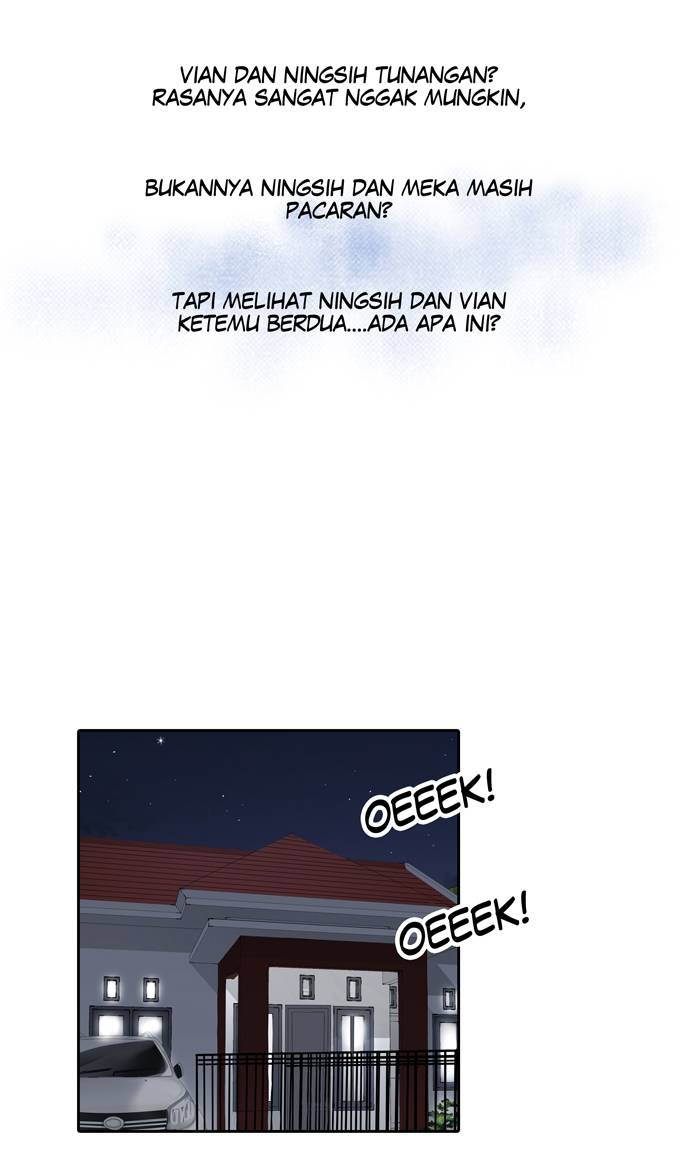 VIAN DAN NINGSIH TUNANGAN?
RASANYA SANGAT NGGAK MUNGKIN,
BUKANNYA NINGSIH DAN MEKA MASIH
PACARAN?
TAPI MELIHAT NINGSIH DAN VIAN
KETEMU BERDUA....ADA APA INI?
OEEEK!
OEEEK!